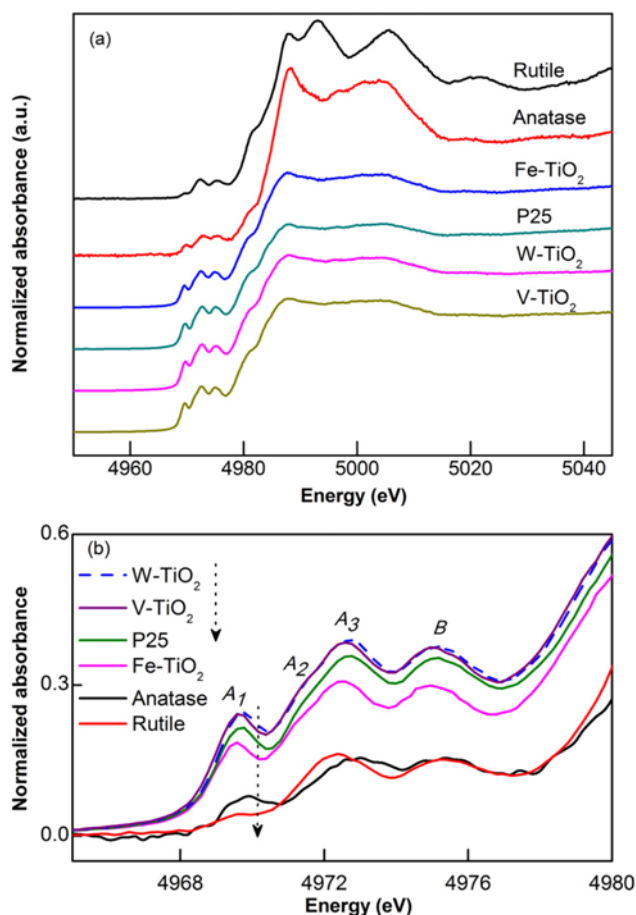 (a)
Normalized absorbance (a.u.)
Rutile
Anatase
Fe-TiO₂
P25
W-TiO₂
V-TiO₂
4960 4980 5000 5020 5040
Energy (eV)
(b)
Normalized absorbance
0.6
0.3
0.0
W-TiO₂
V-TiO₂
P25
Fe-TiO₂
Anatase
Rutile
A₁
A₂
A₃
B
4968 4972 4976 4980
Energy (eV)